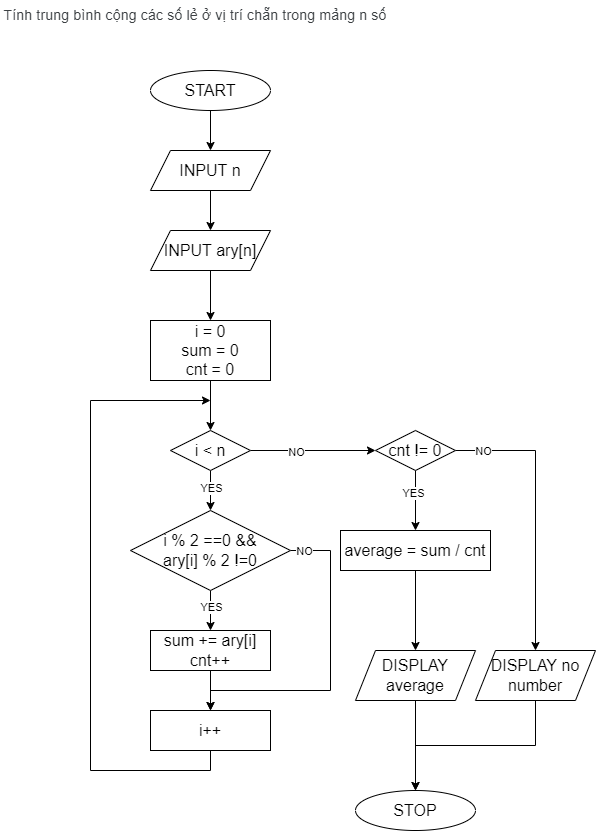 Tính trung bình cộng các số lẻ ở vị trí chẵn trong mảng n số
START
INPUT n
INPUT ary[n]
i = 0
sum = 0
cnt = 0
i < n
NO
cnt != 0
NO
YES
YES
i % 2 ==0 &&
ary[i] % 2 !=0
NO
average = sum / cnt
YES
sum += ary[i]
cnt++
DISPLAY
average
DISPLAY no
number
i++
STOP